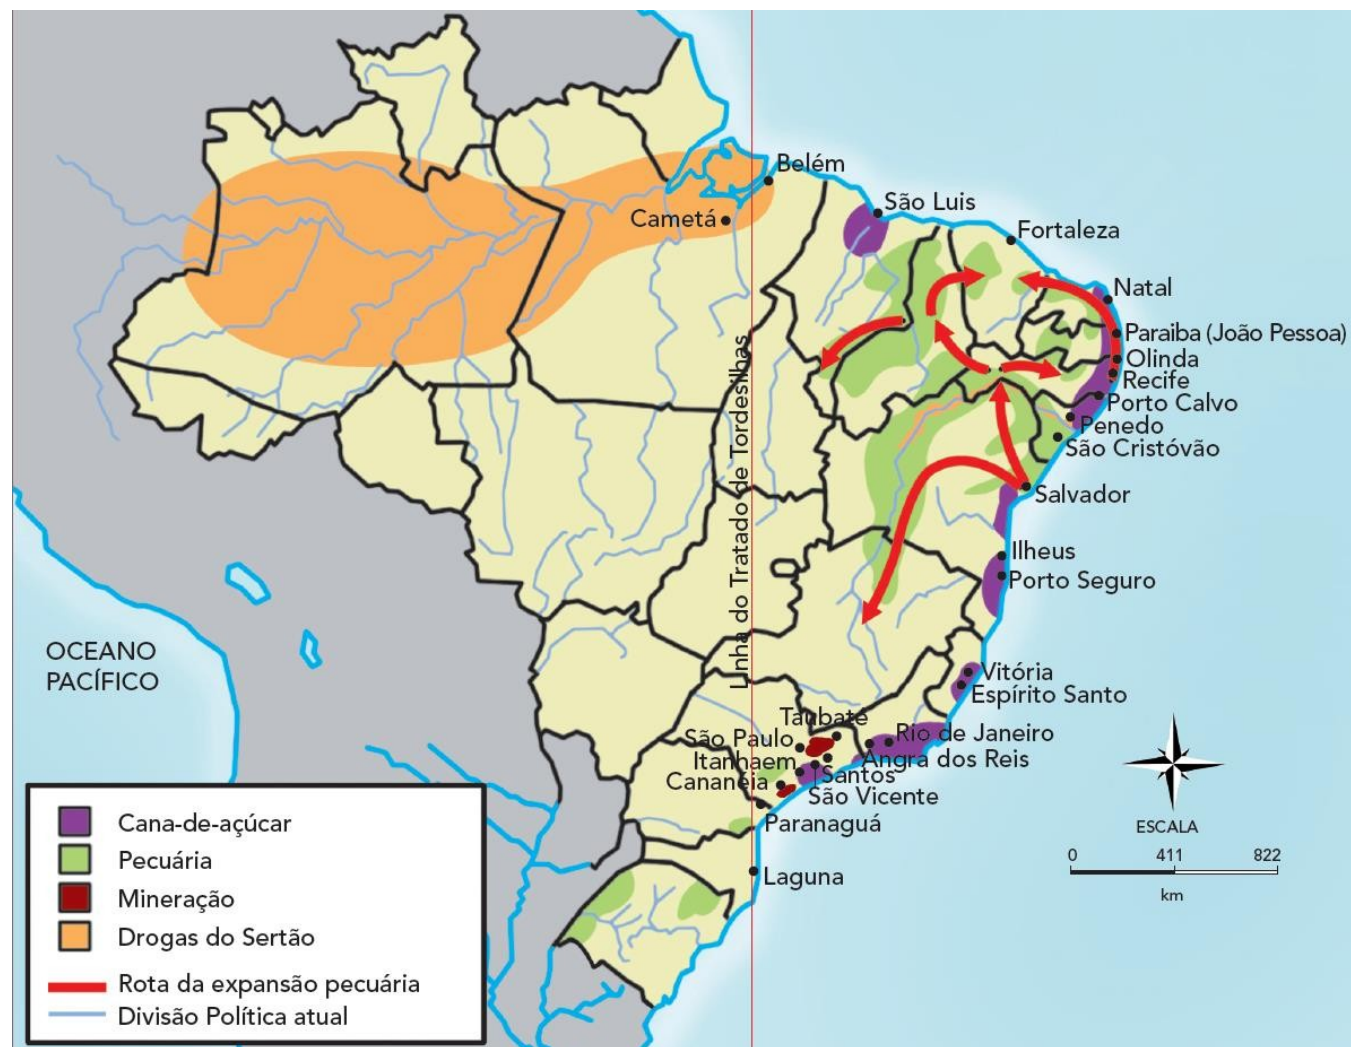 Belém
Cametá
São Luis
Fortaleza
Natal
Paraiba (João Pessoa)
Olinda
Recife
Porto Calvo
Penedo
São Cristóvão
Salvador
Ilheus
Porto Seguro
Linha do Tratado de Tordesilhas
OCEANO
PACÍFICO
Vitória
Espírito Santo
Taubaté
São Paulo
Rio de Janeiro
Itanhaem
Angra dos Reis
Santos
Cananéia
São Vicente
Paranaguá
Laguna
ESCALA
0 411 822
km
Cana-de-açúcar
Pecuária
Mineração
Drogas do Sertão
Rota da expansão pecuária
Divisão Política atual